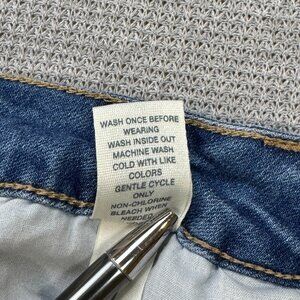 WASH ONCE BEFORE
WEARING
WASH INSIDE OUT
MACHINE WASH
COLD WITH LIKE
COLORS
GENTLE CYCLE
ONLY
NON-CHLORINE
BLEACH WHEN
NEEDED